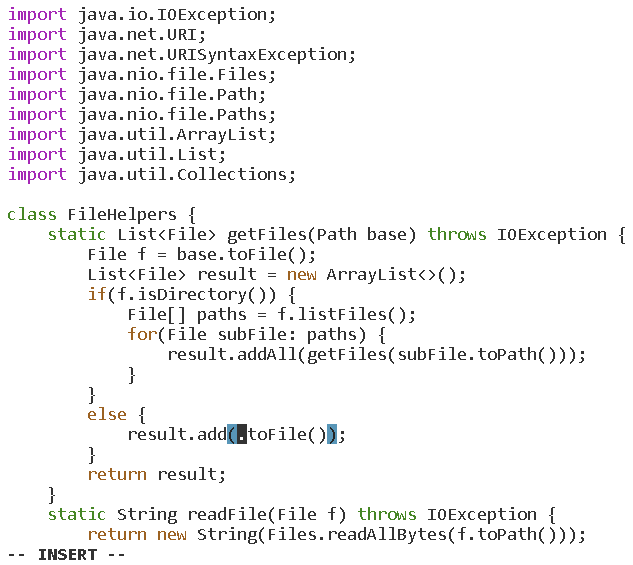 import java.io.IOException;
import java.net.URI;
import java.net.URISyntaxException;
import java.nio.file.Files;
import java.nio.file.Path;
import java.nio.file.Paths;
import java.util.ArrayList;
import java.util.List;
import java.util.Collections;

class FileHelpers {
    static List<File> getFiles(Path base) throws IOException {
        File f = base.toFile();
        List<File> result = new ArrayList<>();
        if(f.isDirectory()) {
            File[] paths = f.listFiles();
            for(File subFile: paths) {
                result.addAll(getFiles(subFile.toPath()));
            }
        }
        else {
            result.add(.toFile());
        }
        return result;
    }
    static String readFile(File f) throws IOException {
        return new String(Files.readAllBytes(f.toPath()));
-- INSERT --